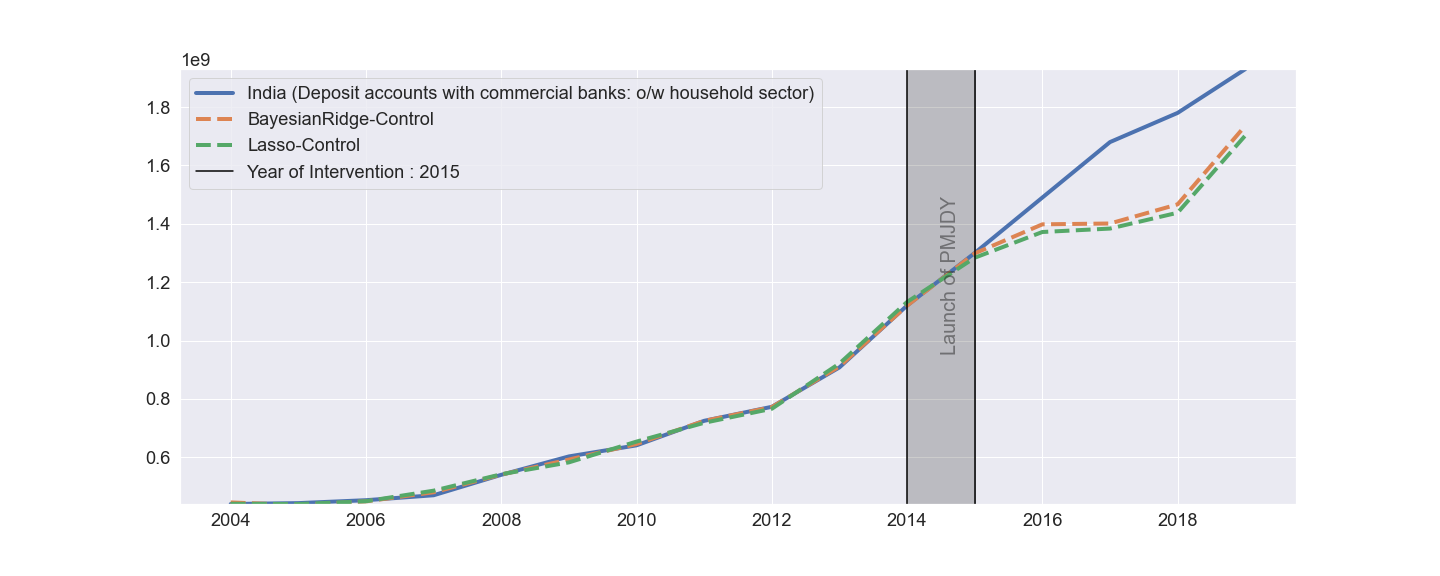 1e9
India (Deposit accounts with commercial banks: o/w household sector)
BayesianRidge-Control
Lasso-Control
Year of Intervention : 2015
Launch of PMJDY
1.8
1.6
1.4
1.2
1.0
0.8
0.6
2004 2006 2008 2010 2012 2014 2016 2018